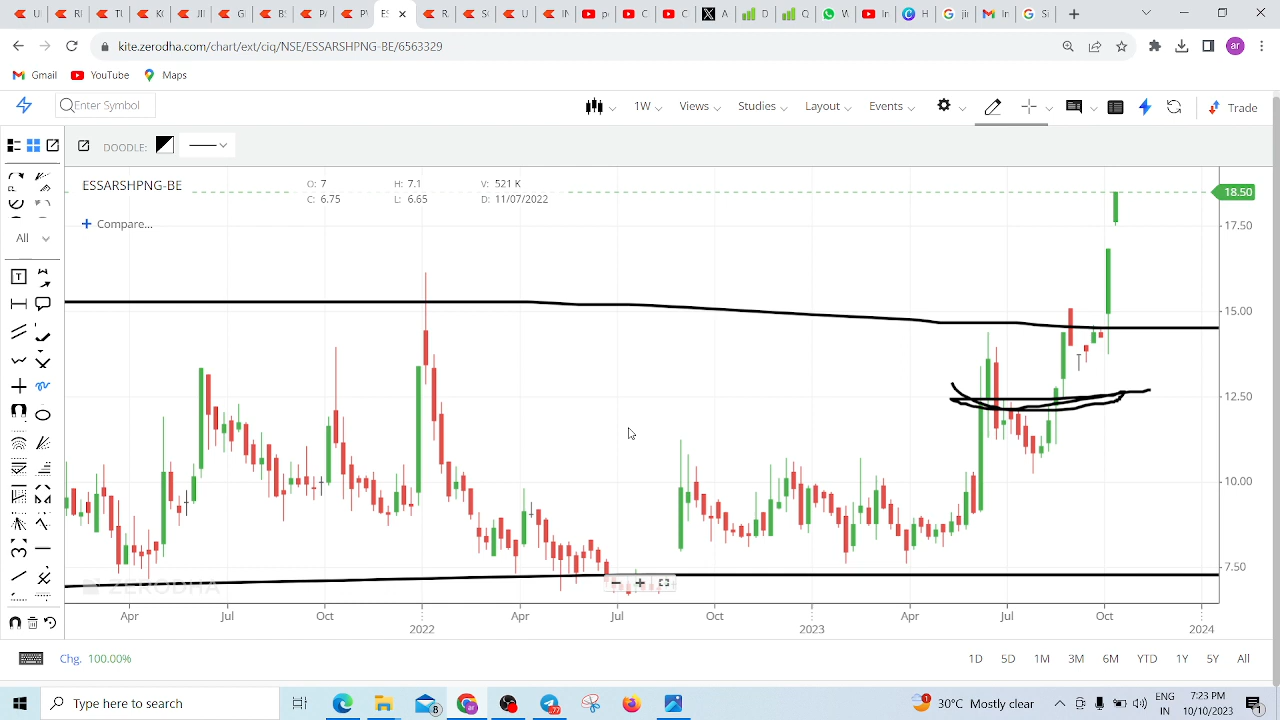 kite.zerodha.com/chart/ext/ciq/NSE/ESSARSHPNG-BE/6563329
Gmail YouTube Maps
Enter Symbol 1W Views Studies Layout Events Trade
DOODLE:
ESSARSHPNG-BE O: 7 H: 7.1 V: 521 K
C: 6.75 L: 6.65 D: 11/07/2022
18.50
Compare...
17.50
All
15.00
12.50
10.00
7.50
ZERODHA
Apr Jul Oct 2022 Apr Jul Oct 2023 Apr Jul Oct 2024
Chg. 100.00% 1D 5D 1M 3M 6M YTD 1Y 5Y All
Type here to search 8 77 1 30°C Mostly clear ENG IN 7:23 PM 10/10/2023